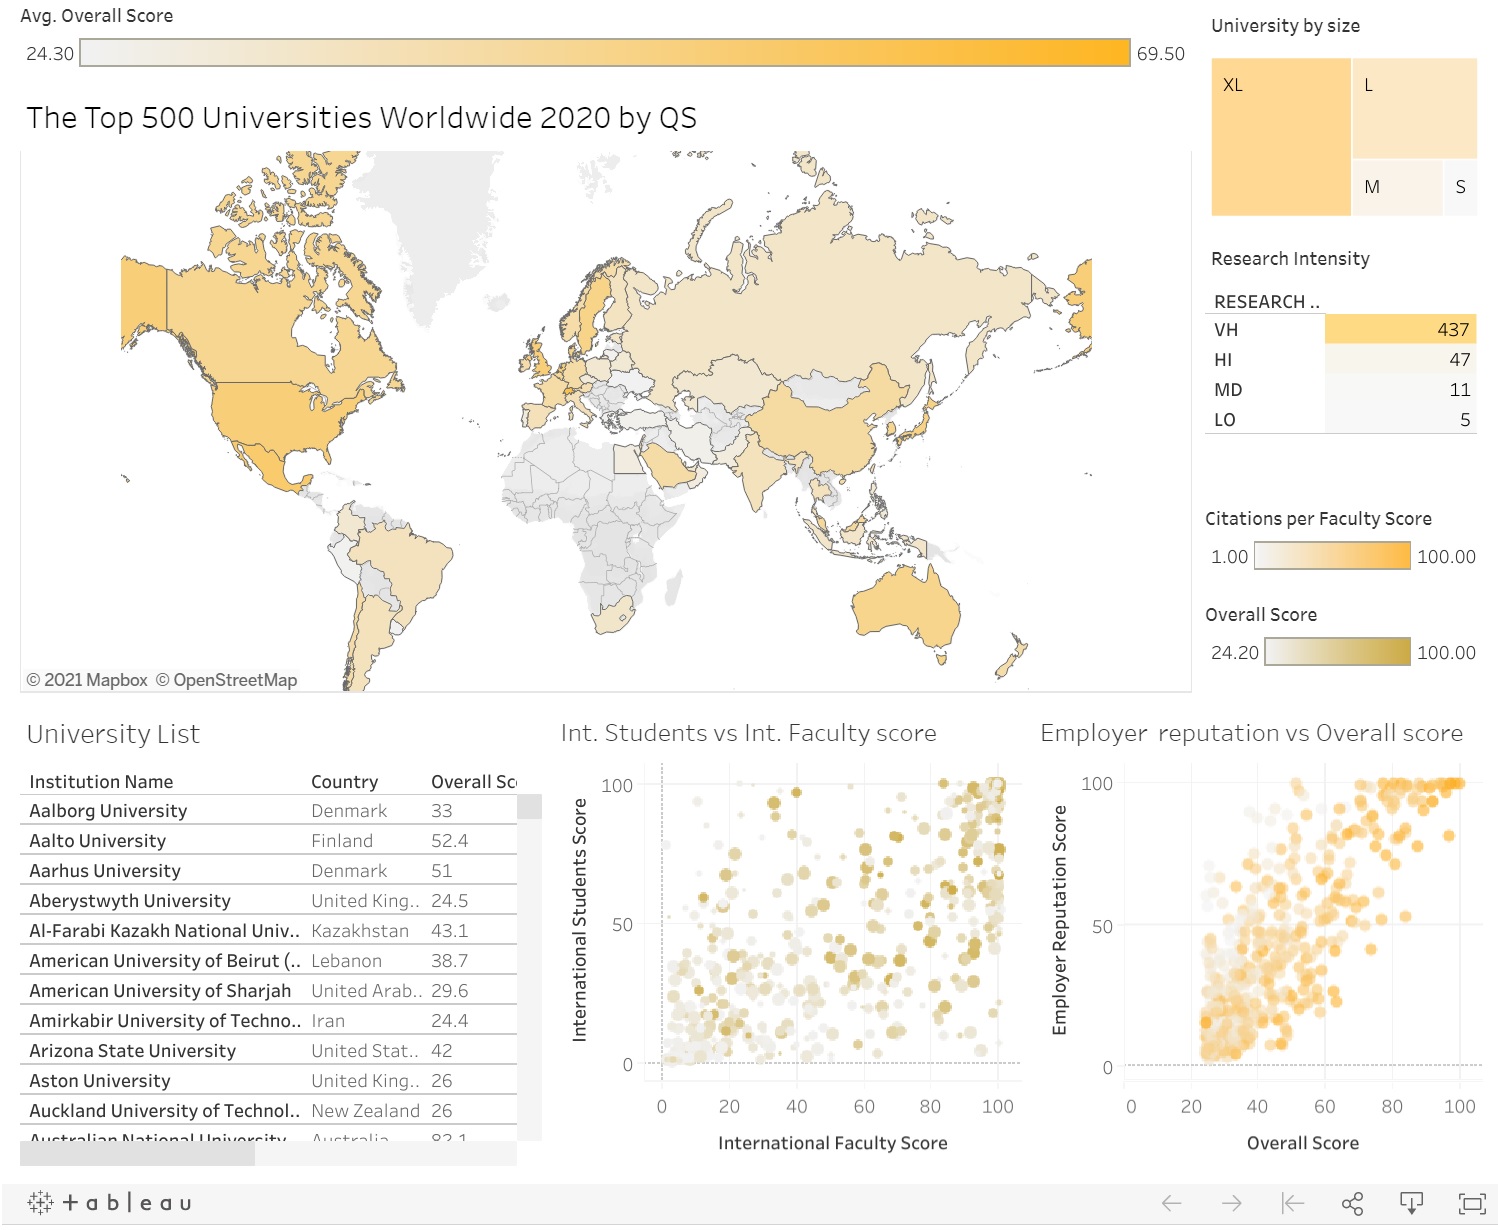 Avg. Overall Score
24.30
69.50
The Top 500 Universities Worldwide 2020 by QS
© 2021 Mapbox © OpenStreetMap
University by size
XL
L
M
S
Research Intensity
RESEARCH ..
VH 437
HI 47
MD 11
LO 5
Citations per Faculty Score
1.00
100.00
Overall Score
24.20
100.00
University List
Institution Name Country Overall Sc
Aalborg University Denmark 33
Aalto University Finland 52.4
Aarhus University Denmark 51
Aberystwyth University United King.. 24.5
Al-Farabi Kazakh National Univ.. Kazakhstan 43.1
American University of Beirut (.. Lebanon 38.7
American University of Sharjah United Arab.. 29.6
Amirkabir University of Techno.. Iran 24.4
Arizona State University United Stat.. 42
Aston University United King.. 26
Auckland University of Technol.. New Zealand 26
Australian National University Australia 82.1
Int. Students vs Int. Faculty score
International Students Score
100
50
0
0 20 40 60 80 100
International Faculty Score
Employer reputation vs Overall score
Employer Reputation Score
100
50
0
0 20 40 60 80 100
Overall Score
+ableau